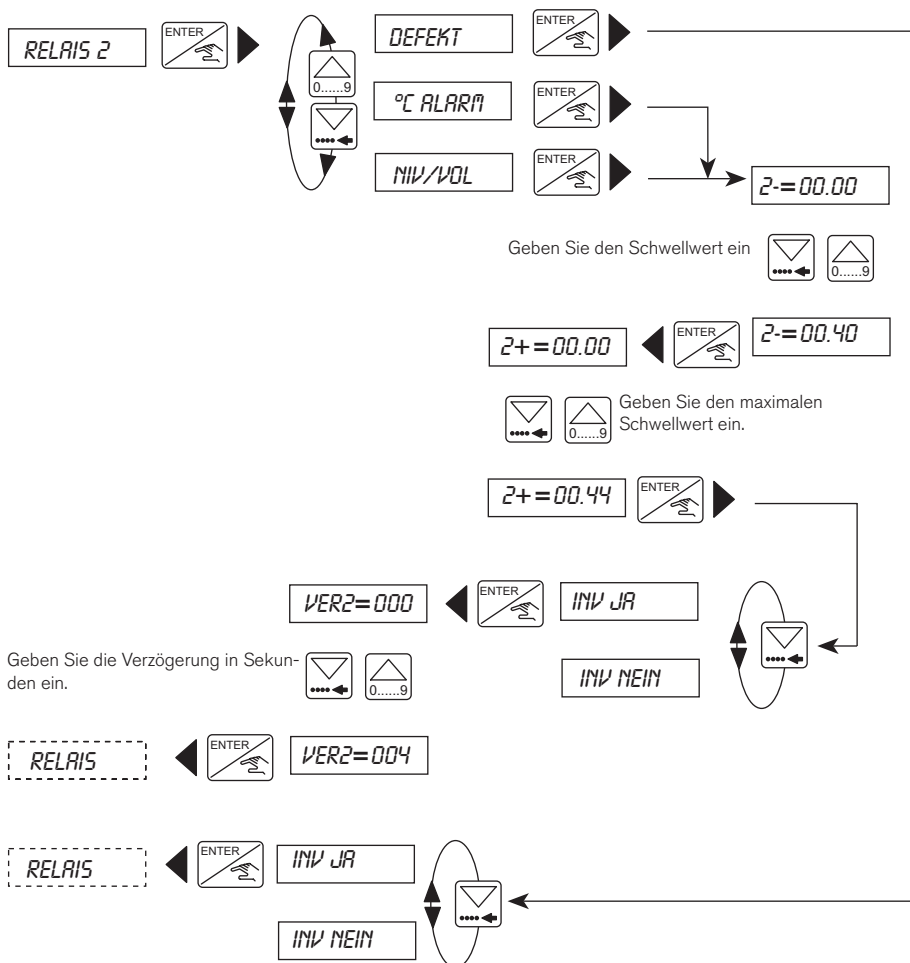 RELAIS 2
ENTER
0......9
DEFEKT
ENTER
°C ALARM
ENTER
NIV/VOL
ENTER
2-=00.00
Geben Sie den Schwellwert ein
0......9
2+=00.00
ENTER
2-=00.40
0......9
Geben Sie den maximalen
Schwellwert ein.
2+=00.44
ENTER
VER2=000
ENTER
INV JA
INV NEIN
Geben Sie die Verzögerung in Sekun-
den ein.
0......9
RELAIS
ENTER
VER2=004
RELAIS
ENTER
INV JA
INV NEIN